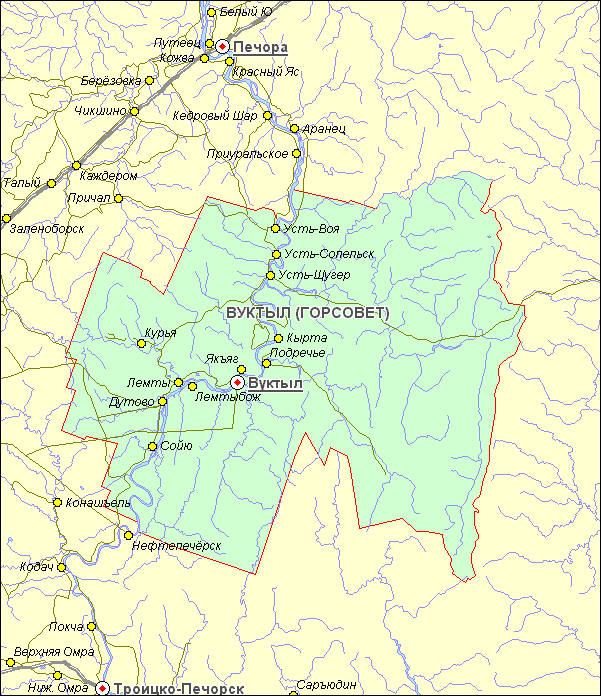 Белый Ю
Путеец
Печора
Кожва
Красный Яс
Берёзовка
Чикшино
Кедровый Шар
Аранец
Приуральское
Каждером
Талый
Причал
Заленоборск
Усть-Воя
Усть-Сопельск
Усть-Щугер
ВУКТЫЛ (ГОРСОВЕТ)
Курья
Кырта
Подречье
Якъяг
Лемты
Вуктыл
Лемтыбож
Дутово
Сойю
Конашъель
Нефтепечёрск
Кодач
Покча
Верхняя Омра
Ниж. Омра
Троицко-Печорск
Саръюдин